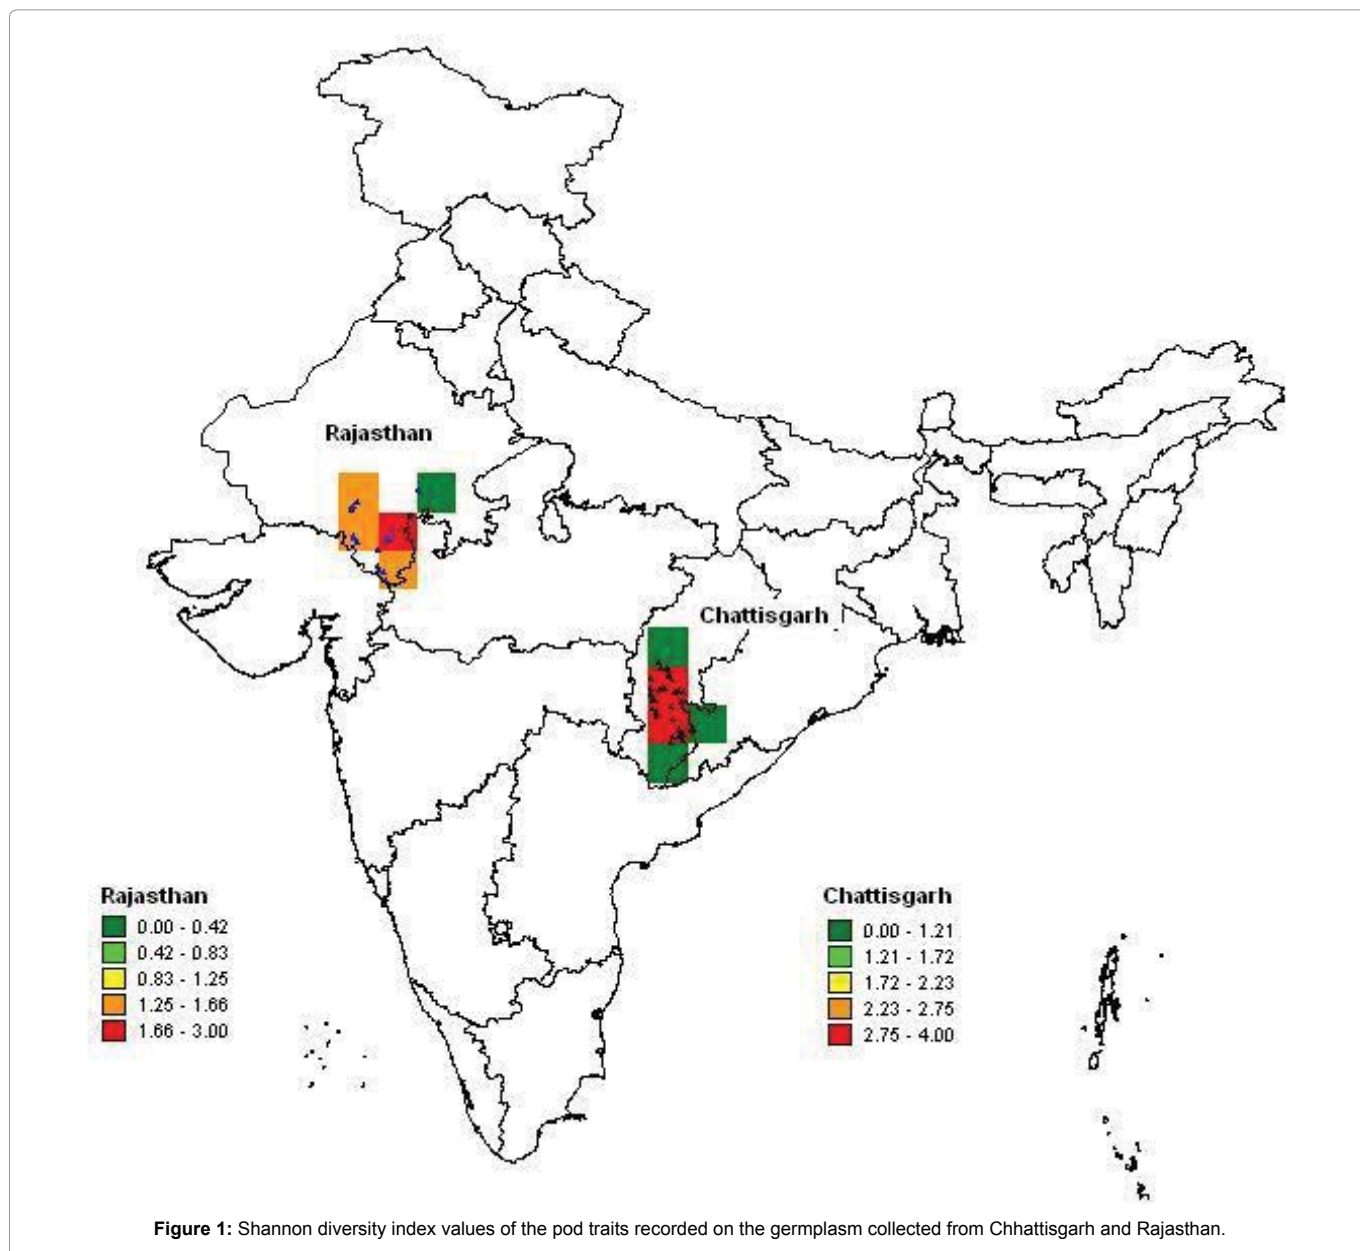 Rajasthan
Chattisgarh
Rajasthan
0.00 - 0.42
0.42 - 0.83
0.83 - 1.25
1.25 - 1.66
1.66 - 3.00
Chattisgarh
0.00 - 1.21
1.21 - 1.72
1.72 - 2.23
2.23 - 2.75
2.75 - 4.00
Figure 1: Shannon diversity index values of the pod traits recorded on the germplasm collected from Chhattisgarh and Rajasthan.